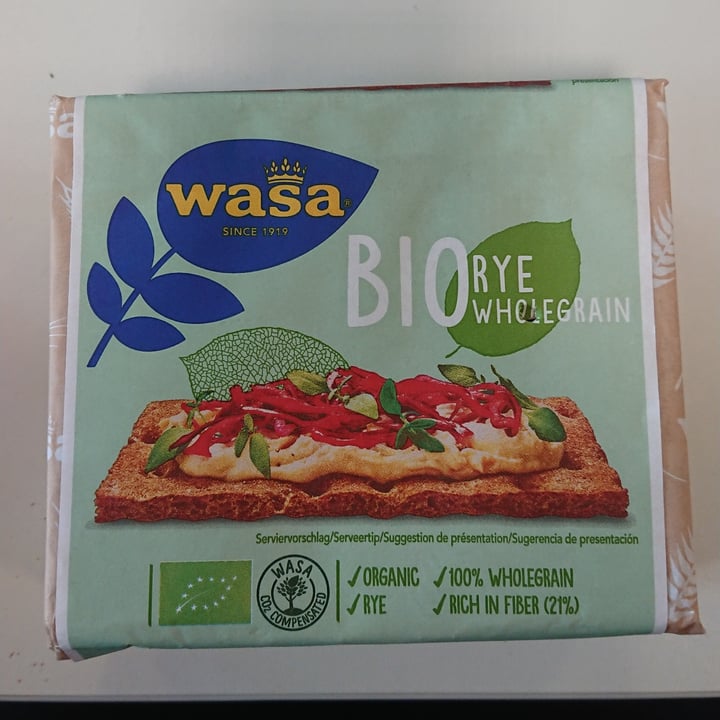 presentación
wasa®
SINCE 1919
BIO RYE
WHOLEGRAIN
Serviervorschlag/Serveertip/Suggestion de présentation/Sugerencia de presentación
WASA
CO2 COMPENSATED
✓ORGANIC ✓100% WHOLEGRAIN
✓RYE ✓RICH IN FIBER (21%)